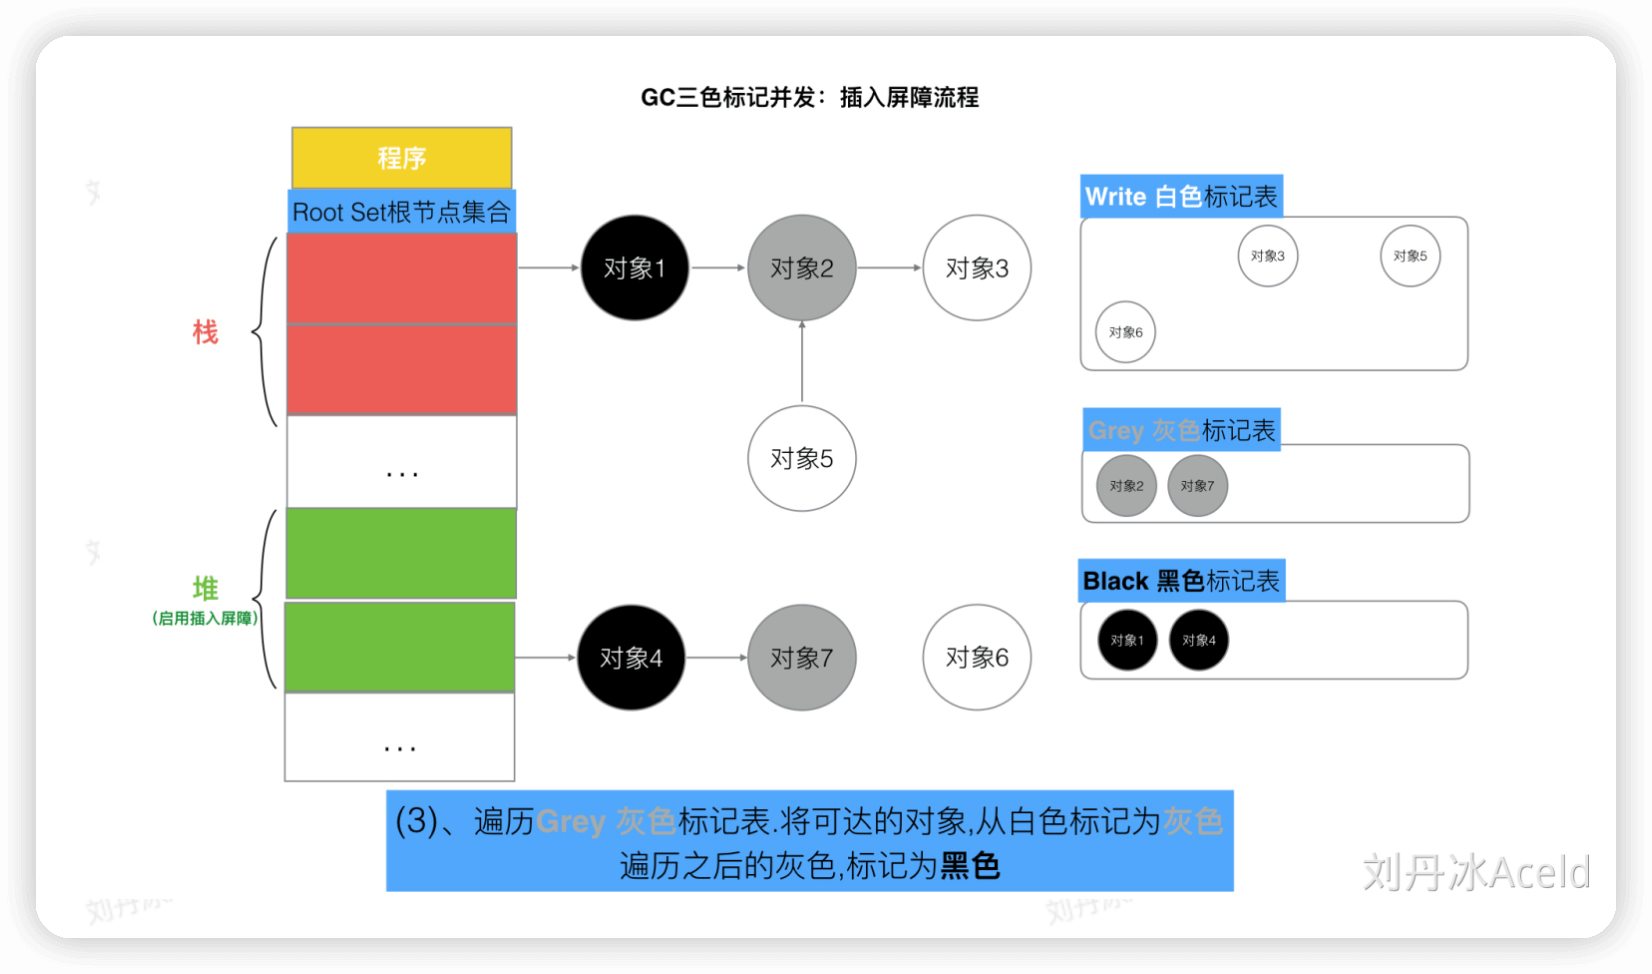 GC三色标记并发：插入屏障流程
程序
Root Set根节点集合
栈
...
堆
(启用插入屏障)
...
对象1
对象2
对象3
对象5
对象4
对象7
对象6
Write 白色标记表
对象3
对象5
对象6
Grey 灰色标记表
对象2
对象7
Black 黑色标记表
对象1
对象4
(3)、遍历Grey 灰色标记表.将可达的对象,从白色标记为灰色
遍历之后的灰色,标记为黑色
刘丹冰Aceld